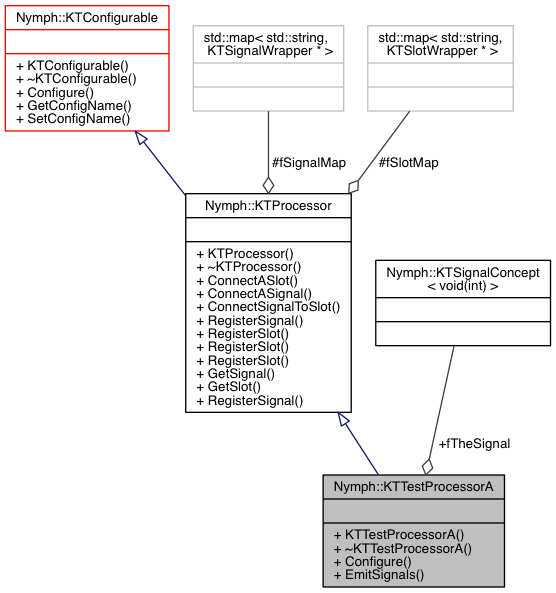 Nymph::KTConfigurable
+ KTConfigurable()
+ ~KTConfigurable()
+ Configure()
+ GetConfigName()
+ SetConfigName()
std::map< std::string,
KTSignalWrapper * >
std::map< std::string,
KTSlotWrapper * >
#fSignalMap
#fSlotMap
Nymph::KTProcessor
+ KTProcessor()
+ ~KTProcessor()
+ ConnectASlot()
+ ConnectASignal()
+ ConnectSignalToSlot()
+ RegisterSignal()
+ RegisterSlot()
+ RegisterSlot()
+ RegisterSlot()
+ GetSignal()
+ GetSlot()
+ RegisterSignal()
Nymph::KTSignalConcept
< void(int) >
+fTheSignal
Nymph::KTTestProcessorA
+ KTTestProcessorA()
+ ~KTTestProcessorA()
+ Configure()
+ EmitSignals()